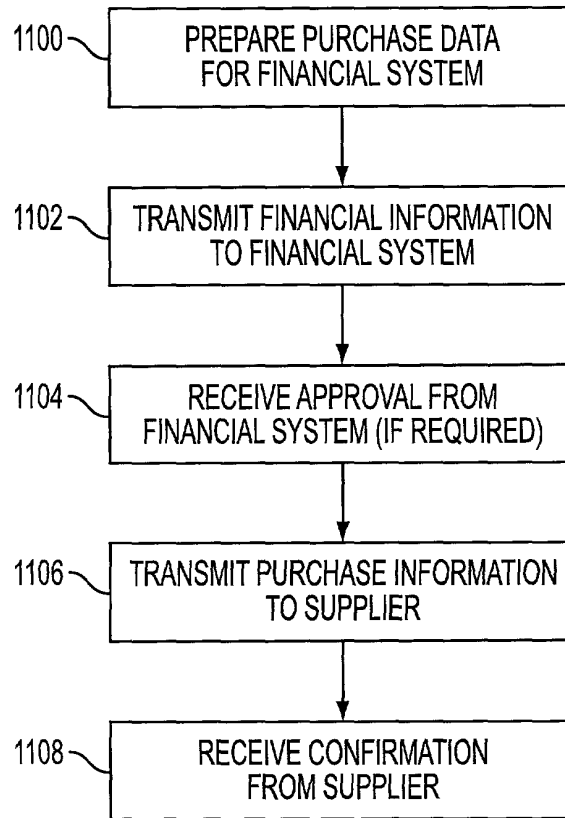 1100
PREPARE PURCHASE DATA
FOR FINANCIAL SYSTEM
1102
TRANSMIT FINANCIAL INFORMATION
TO FINANCIAL SYSTEM
1104
RECEIVE APPROVAL FROM
FINANCIAL SYSTEM (IF REQUIRED)
1106
TRANSMIT PURCHASE INFORMATION
TO SUPPLIER
1108
RECEIVE CONFIRMATION
FROM SUPPLIER